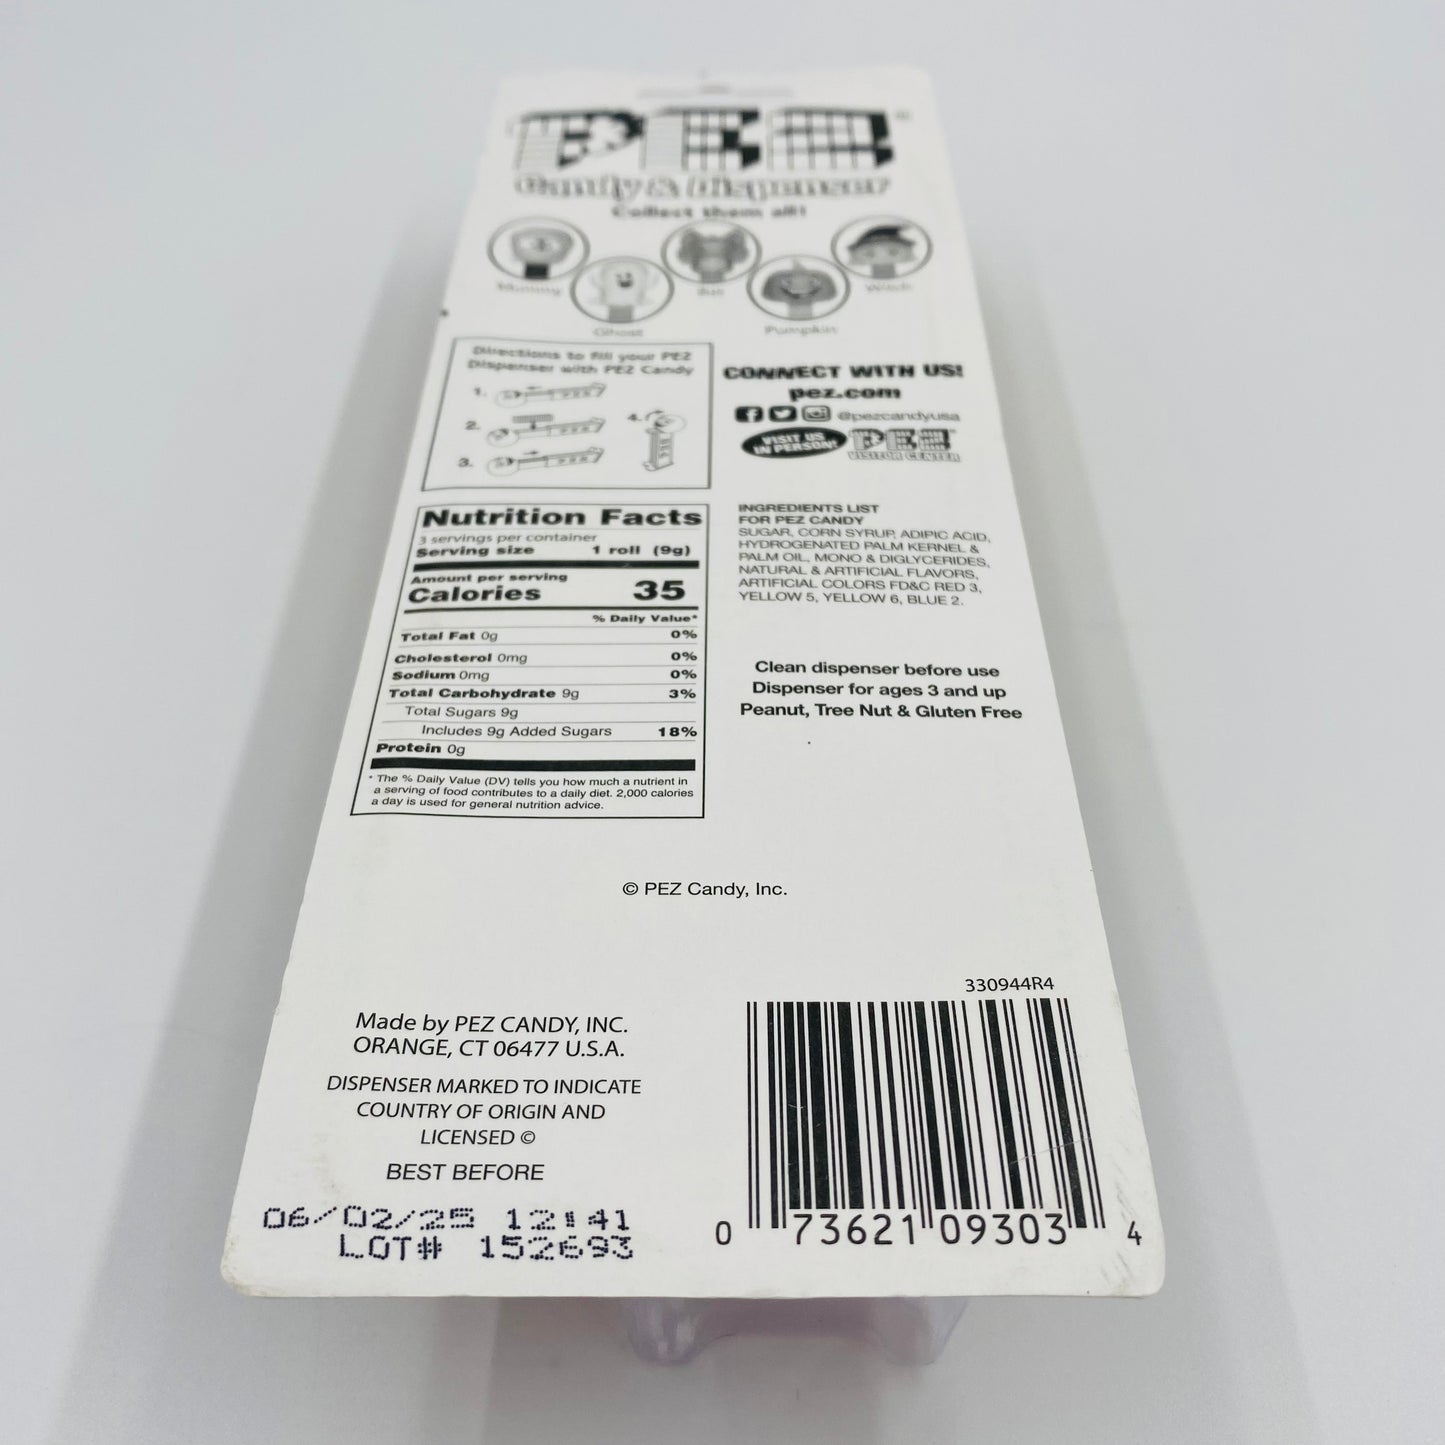 PEZ®
Candy & Dispenser
Collect them all!
Mummy
Ghost
Bat
Pumpkin
Witch
Directions to fill your PEZ
Dispenser with PEZ Candy
1.
2.
3.
4.
CONNECT WITH US!
pez.com
@pezcandyusa
VISIT US
IN PERSON!
PEZ
VISITOR CENTER
Nutrition Facts
3 servings per container
Serving size 1 roll (9g)
Amount per serving
Calories 35
% Daily Value*
Total Fat 0g 0%
Cholesterol 0mg 0%
Sodium 0mg 0%
Total Carbohydrate 9g 3%
Total Sugars 9g
Includes 9g Added Sugars 18%
Protein 0g
* The % Daily Value (DV) tells you how much a nutrient in
a serving of food contributes to a daily diet. 2,000 calories
a day is used for general nutrition advice.
INGREDIENTS LIST
FOR PEZ CANDY
SUGAR, CORN SYRUP, ADIPIC ACID,
HYDROGENATED PALM KERNEL &
PALM OIL, MONO & DIGLYCERIDES,
NATURAL & ARTIFICIAL FLAVORS,
ARTIFICIAL COLORS FD&C RED 3,
YELLOW 5, YELLOW 6, BLUE 2.
Clean dispenser before use
Dispenser for ages 3 and up
Peanut, Tree Nut & Gluten Free
© PEZ Candy, Inc.
Made by PEZ CANDY, INC.
ORANGE, CT 06477 U.S.A.
DISPENSER MARKED TO INDICATE
COUNTRY OF ORIGIN AND
LICENSED ©
BEST BEFORE
06/02/25 12:41
LOT# 152693
330944R4
0 73621 09303 4